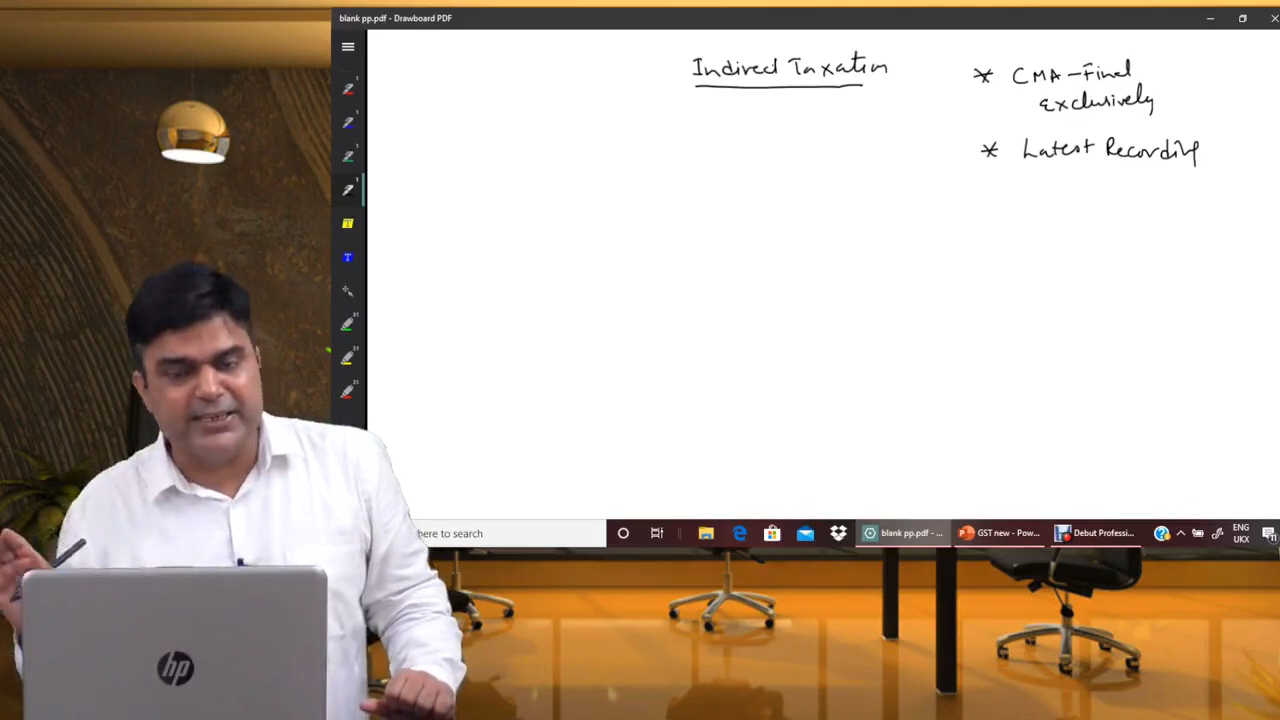 blank pp.pdf - Drawboard PDF
Indirect Taxation
* CMA - Final
Exclusively
* Latest Recording
here to search
blank pp.pdf - ...
GST new - Pow...
Debut Professi...
ENG
UKX
hp